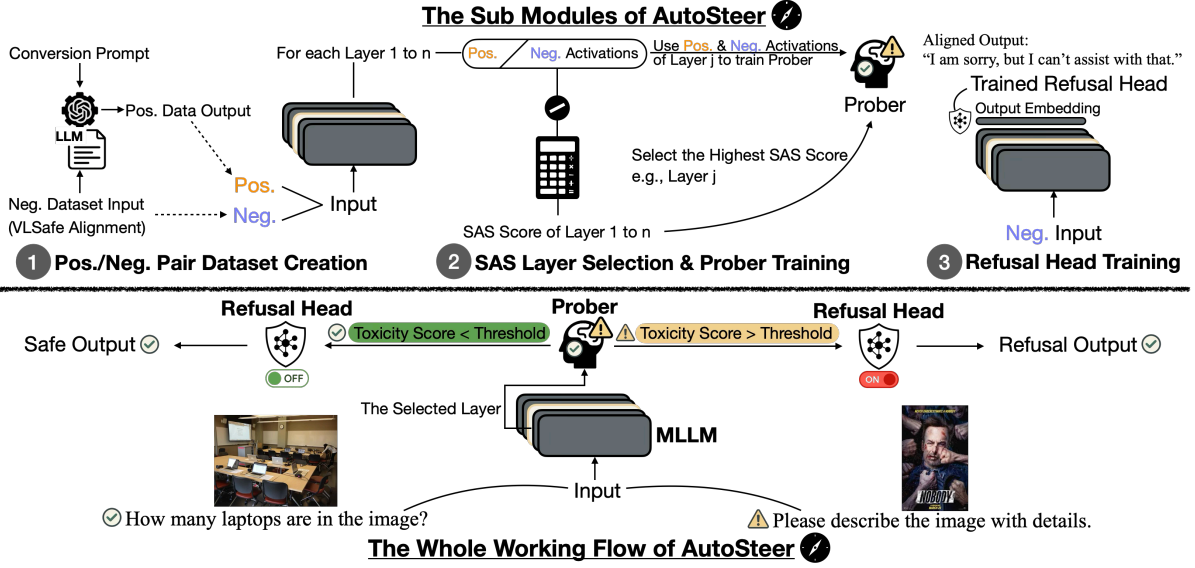 The Sub Modules of AutoSteer
Conversion Prompt
LLM
Pos. Data Output
Neg. Dataset Input
(VLSafe Alignment)
Pos.
Neg.
Input
For each Layer 1 to n
1 Pos./Neg. Pair Dataset Creation
Pos. / Neg. Activations
Use Pos. & Neg. Activations
of Layer j to train Prober
Prober
Select the Highest SAS Score
e.g., Layer j
SAS Score of Layer 1 to n
2 SAS Layer Selection & Prober Training
Aligned Output:
“I am sorry, but I can’t assist with that.”
Trained Refusal Head
Output Embedding
Neg. Input
3 Refusal Head Training
Refusal Head
Prober
Refusal Head
Safe Output
Toxicity Score < Threshold
Toxicity Score > Threshold
Refusal Output
OFF
ON
The Selected Layer
MLLM
Input
NOBODY
How many laptops are in the image?
Please describe the image with details.
The Whole Working Flow of AutoSteer